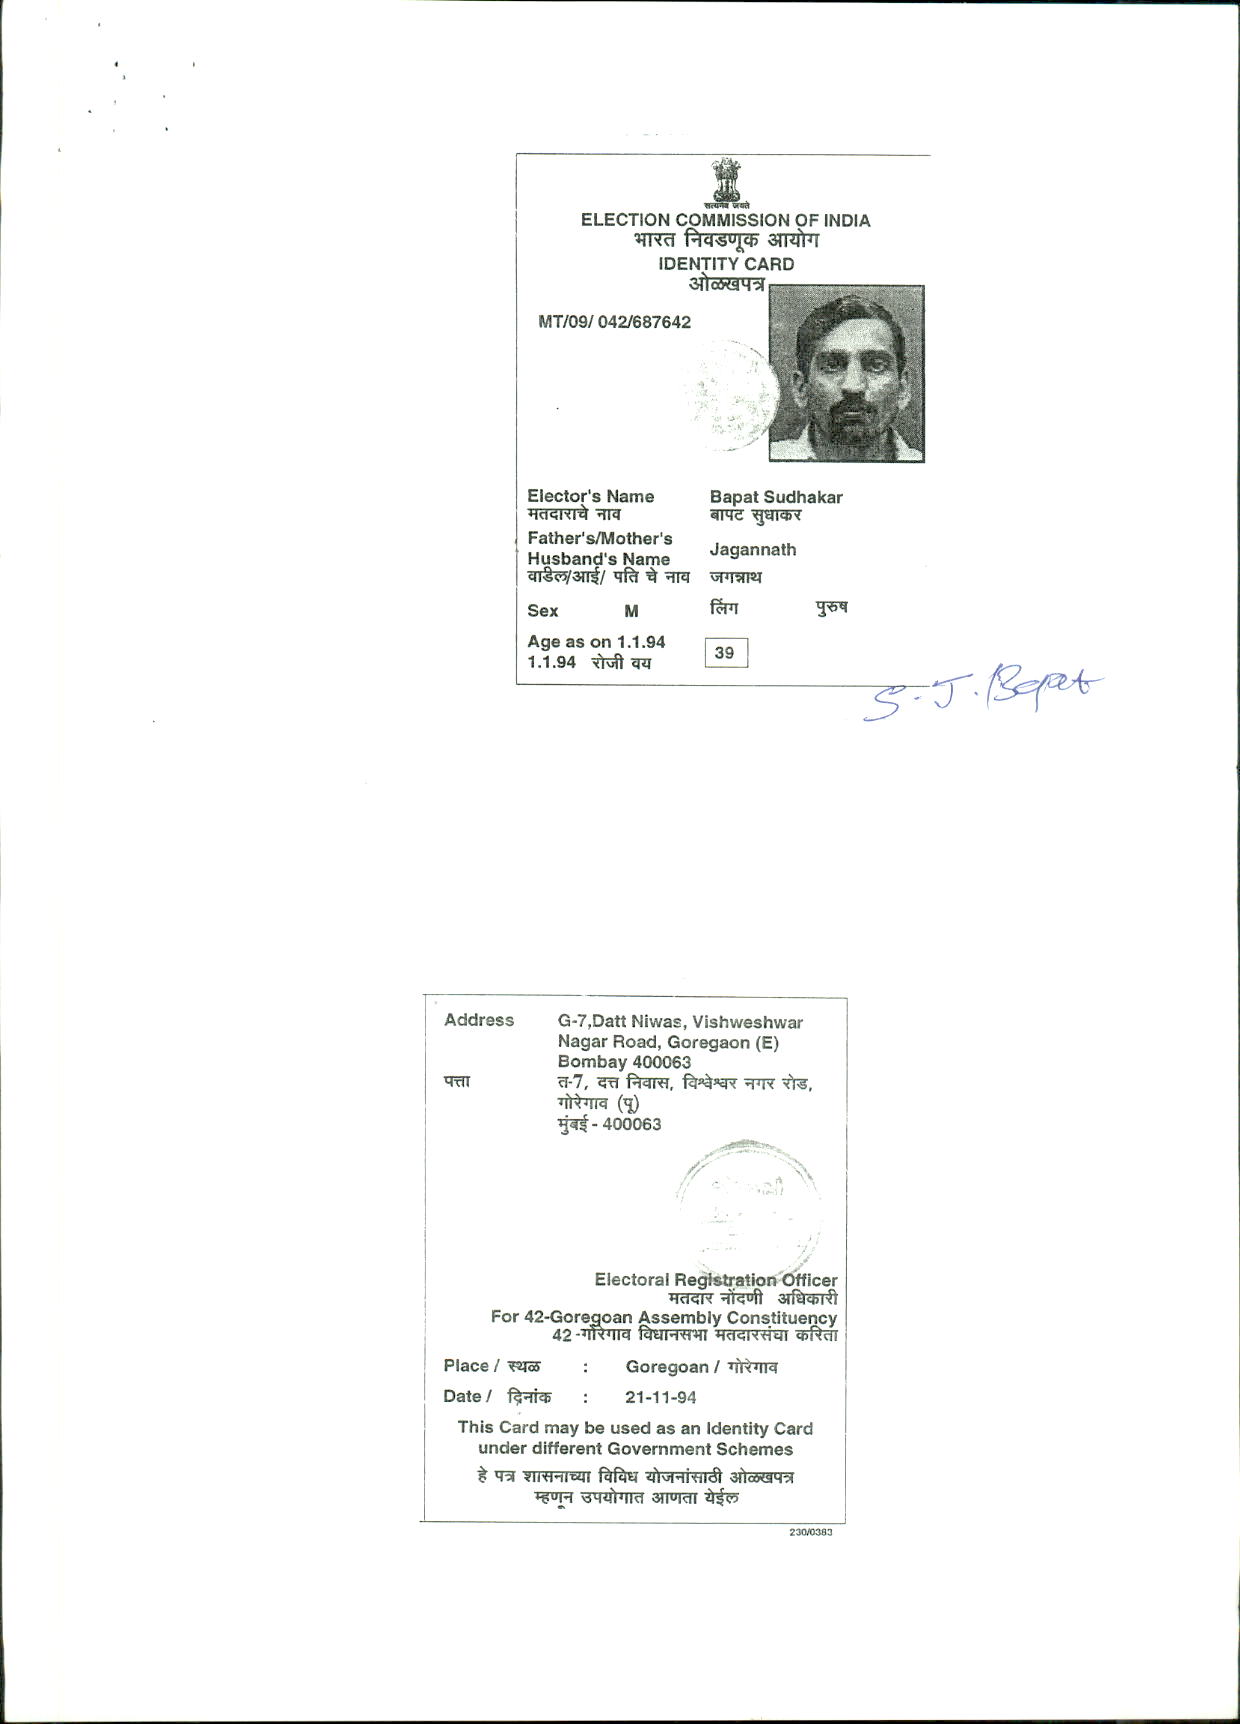 सत्यमेव जयते
ELECTION COMMISSION OF INDIA
भारत निवडणूक आयोग
IDENTITY CARD
ओळखपत्र
MT/09/ 042/687642
Elector's Name Bapat Sudhakar
मतदाराचे नाव बापट सुधाकर
Father's/Mother's
Husband's Name Jagannath
वाडिल/आई/ पति चे नाव जगन्नाथ
Sex M लिंग पुरुष
Age as on 1.1.94
1.1.94 रोजी वय 39
S. J. Bapat
Address G-7,Datt Niwas, Vishweshwar
Nagar Road, Goregaon (E)
Bombay 400063
पत्ता त-7, दत्त निवास, विश्वेश्वर नगर रोड,
गोरेगाव (पू)
मुंबई - 400063
Electoral Registration Officer
मतदार नोंदणी अधिकारी
For 42-Goregoan Assembly Constituency
42 -गोरेगाव विधानसभा मतदारसंघा करिता
Place / स्थळ : Goregoan / गोरेगाव
Date / दिनांक : 21-11-94
This Card may be used as an Identity Card
under different Government Schemes
हे पत्र शासनाच्या विविध योजनांसाठी ओळखपत्र
म्हणून उपयोगात आणता येईल
230/0383